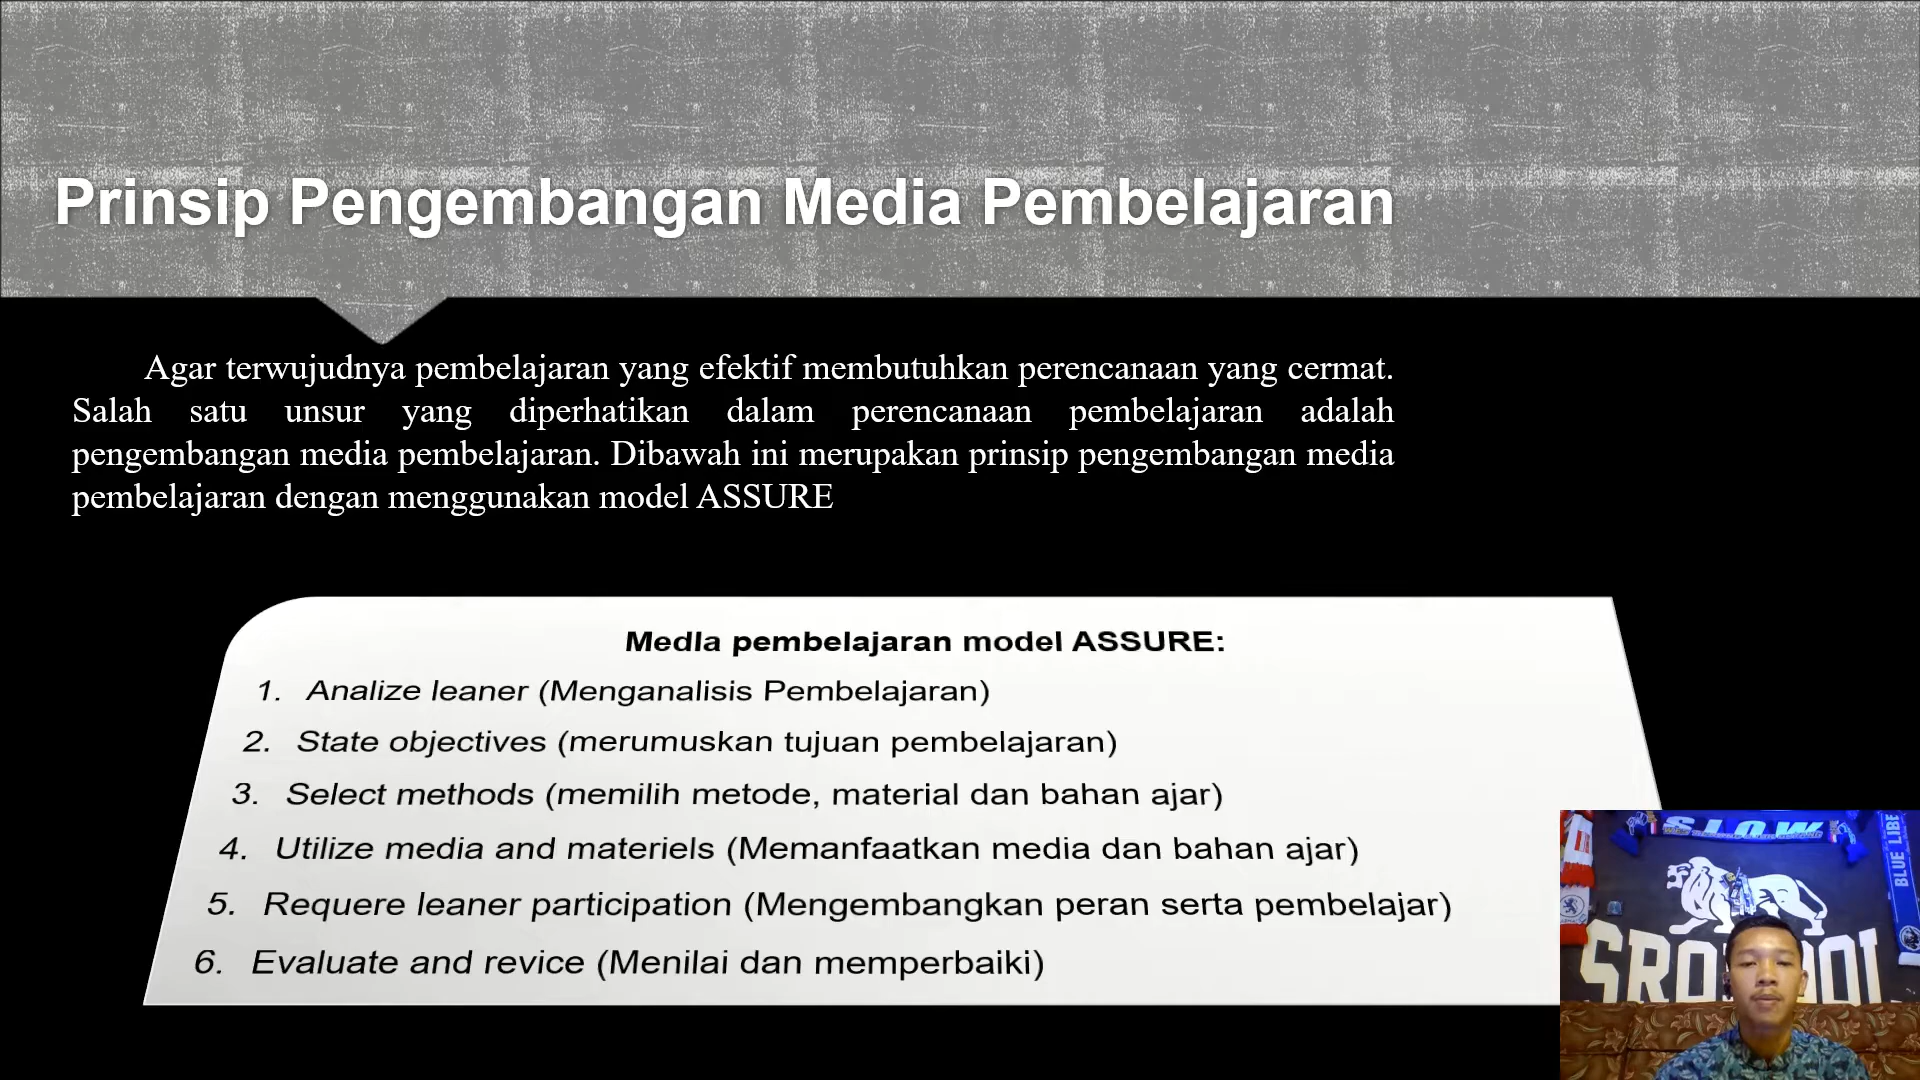 Prinsip Pengembangan Media Pembelajaran
Agar terwujudnya pembelajaran yang efektif membutuhkan perencanaan yang cermat.
Salah satu unsur yang diperhatikan dalam perencanaan pembelajaran adalah
pengembangan media pembelajaran. Dibawah ini merupakan prinsip pengembangan media
pembelajaran dengan menggunakan model ASSURE
MedIa pembelajaran model ASSURE:
1. Analize leaner (Menganalisis Pembelajaran)
2. State objectives (merumuskan tujuan pembelajaran)
3. Select methods (memilih metode, material dan bahan ajar)
4. Utilize media and materiels (Memanfaatkan media dan bahan ajar)
5. Requere leaner participation (Mengembangkan peran serta pembelajar)
6. Evaluate and revice (Menilai dan memperbaiki)
BLUE LIBE